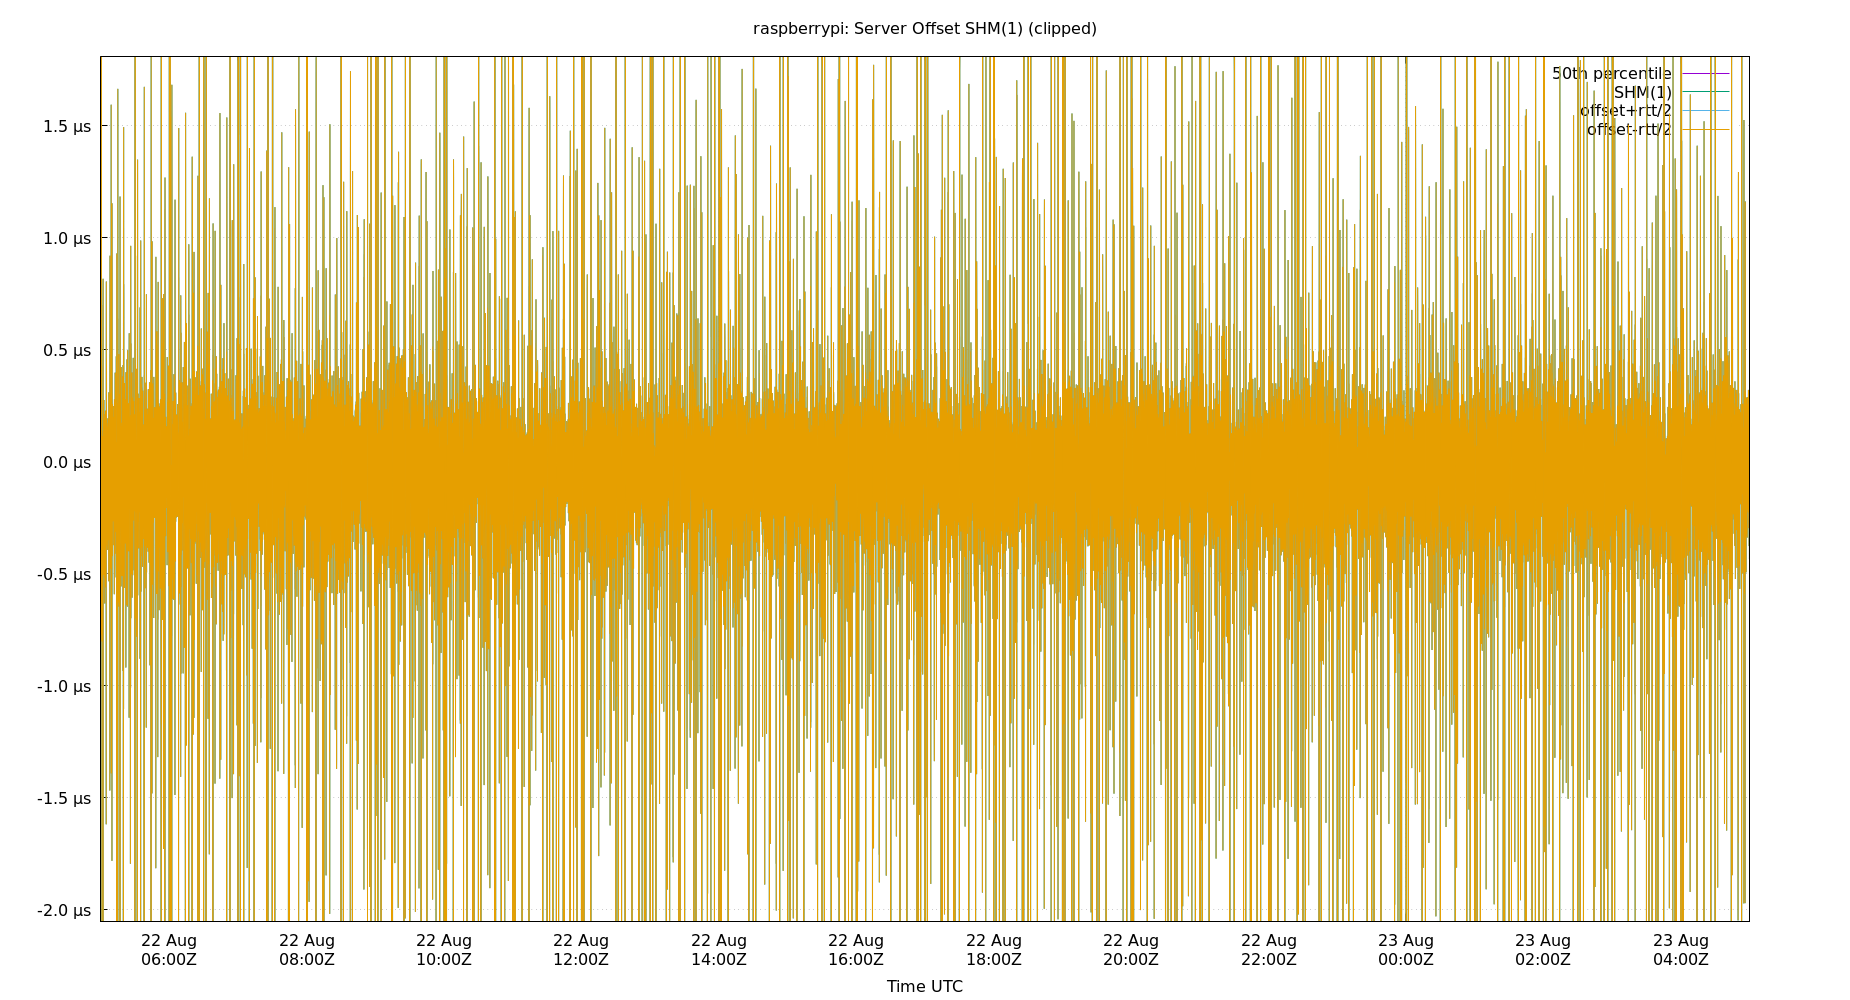 raspberrypi: Server Offset SHM(1) (clipped)
50th percentile
SHM(1)
offset+rtt/2
offset-rtt/2
1.5 µs
1.0 µs
0.5 µs
0.0 µs
-0.5 µs
-1.0 µs
-1.5 µs
-2.0 µs
22 Aug 22 Aug 22 Aug 22 Aug 22 Aug 22 Aug 22 Aug 22 Aug 22 Aug 23 Aug 23 Aug 23 Aug
06:00Z 08:00Z 10:00Z 12:00Z 14:00Z 16:00Z 18:00Z 20:00Z 22:00Z 00:00Z 02:00Z 04:00Z
Time UTC